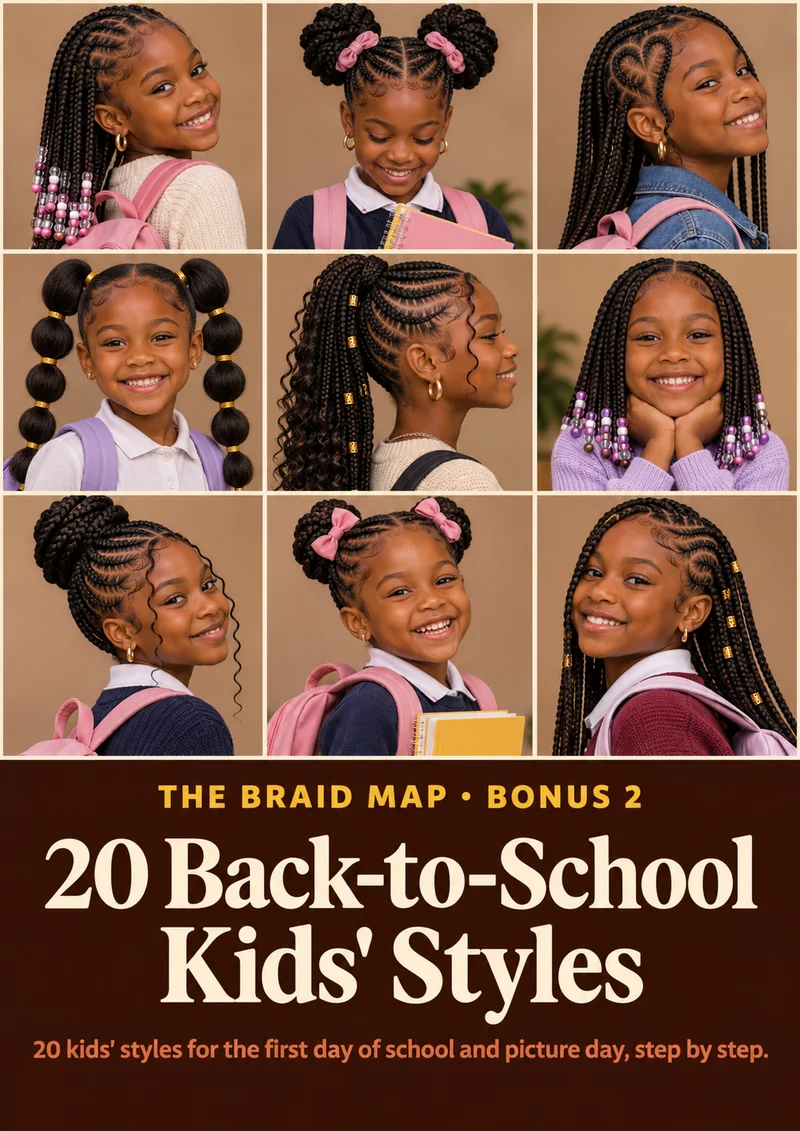 THE BRAID MAP • BONUS 2
20 Back-to-School
Kids' Styles
20 kids' styles for the first day of school and picture day, step by step.